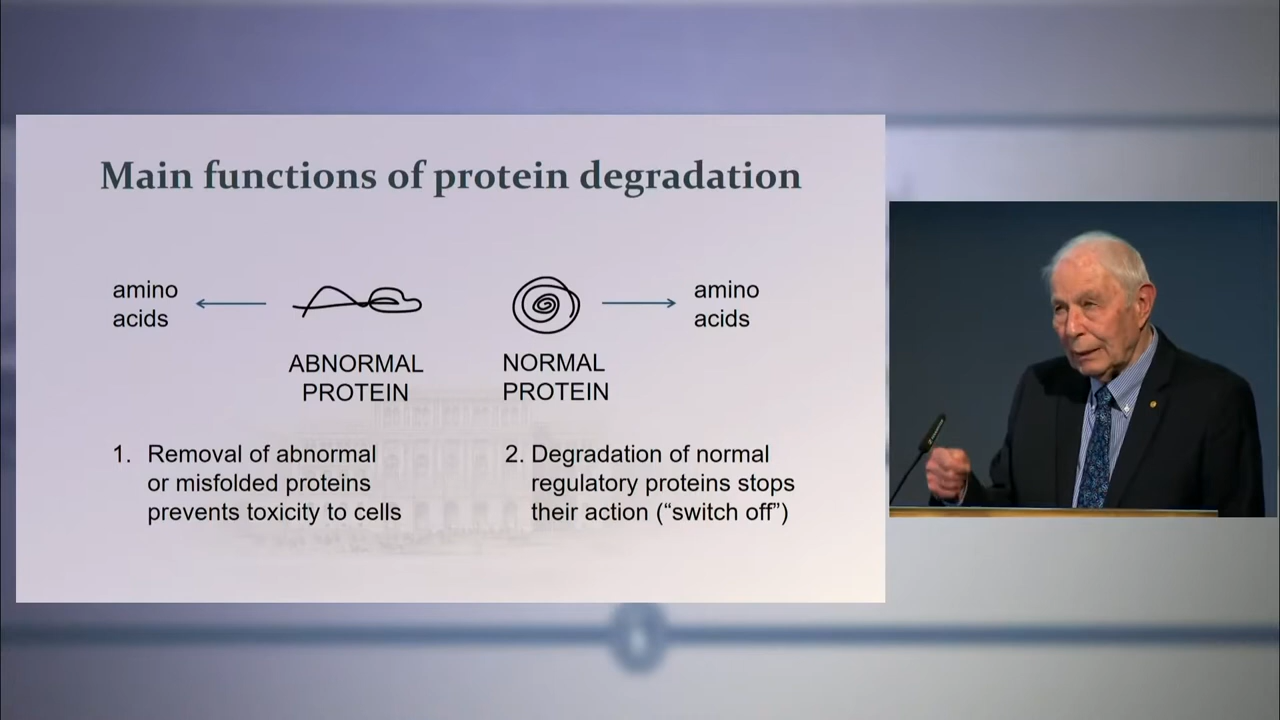 Main functions of protein degradation
amino
acids
ABNORMAL
PROTEIN
NORMAL
PROTEIN
amino
acids
1. Removal of abnormal
or misfolded proteins
prevents toxicity to cells
2. Degradation of normal
regulatory proteins stops
their action (“switch off”)